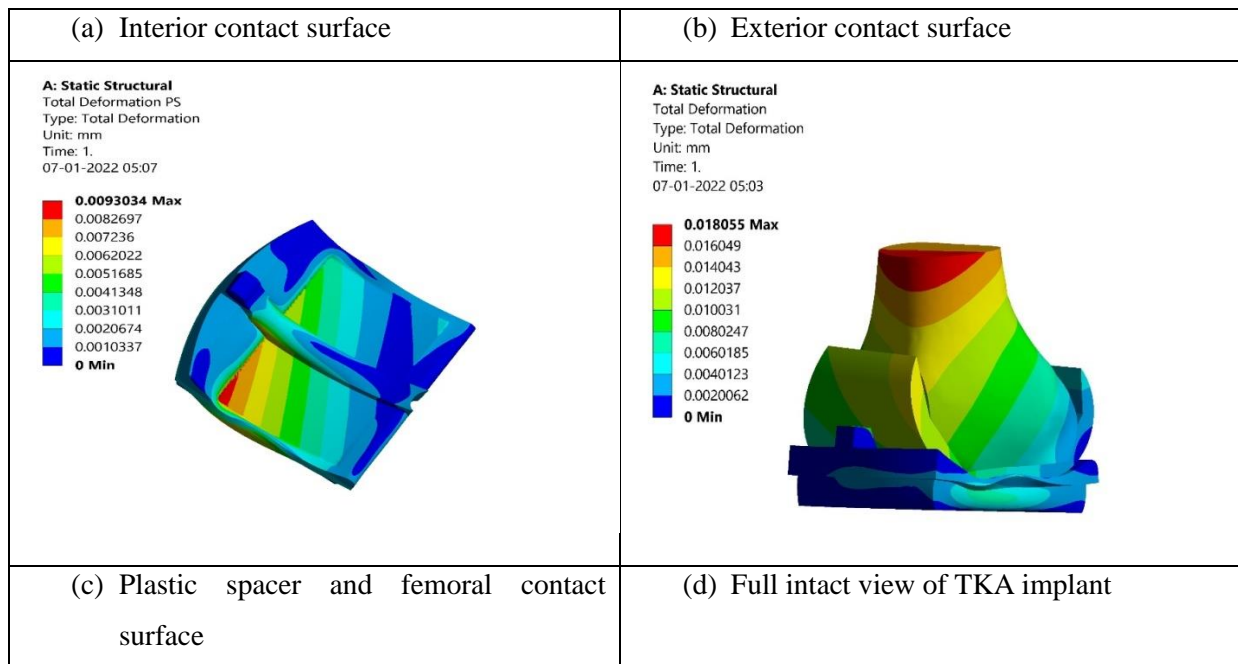 (a) Interior contact surface
(b) Exterior contact surface
A: Static Structural
Total Deformation PS
Type: Total Deformation
Unit: mm
Time: 1.
07-01-2022 05:07
0.0093034 Max
0.0082697
0.007236
0.0062022
0.0051685
0.0041348
0.0031011
0.0020674
0.0010337
0 Min
A: Static Structural
Total Deformation
Type: Total Deformation
Unit: mm
Time: 1.
07-01-2022 05:03
0.018055 Max
0.016049
0.014043
0.012037
0.010031
0.0080247
0.0060185
0.0040123
0.0020062
0 Min
(c) Plastic spacer and femoral contact
surface
(d) Full intact view of TKA implant